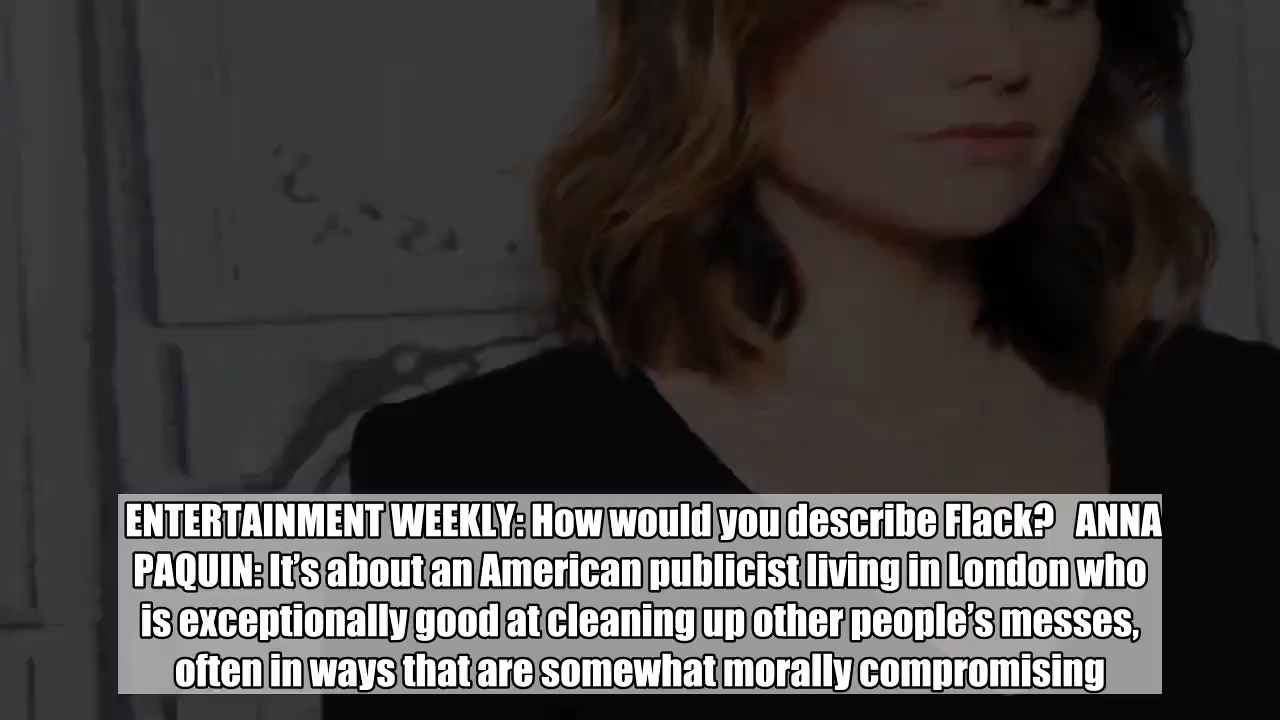 ENTERTAINMENT WEEKLY: How would you describe Flack?   ANNA
PAQUIN: It’s about an American publicist living in London who
is exceptionally good at cleaning up other people’s messes,
often in ways that are somewhat morally compromising